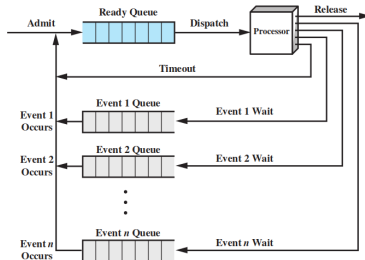 Ready Queue
Release
Admit
Dispatch
Processor
Timeout
Event 1 Queue
Event 1
Occurs
Event 1 Wait
Event 2 Queue
Event 2
Occurs
Event 2 Wait
Event n Queue
Event n
Occurs
Event n Wait